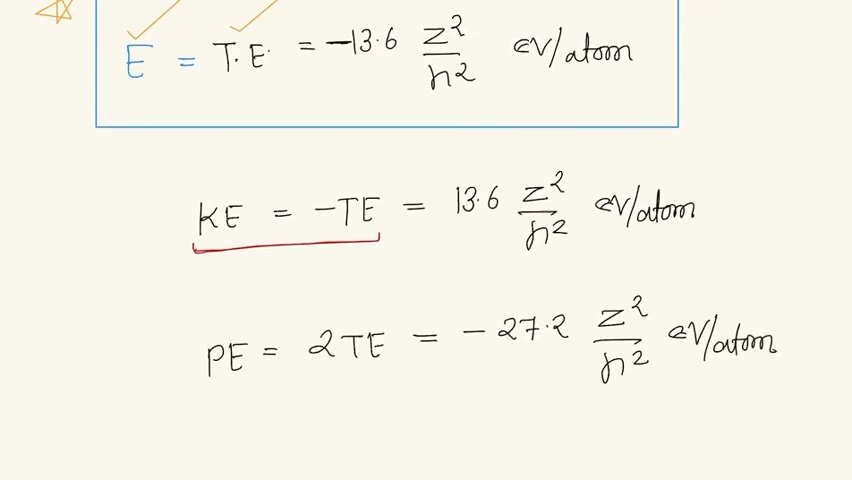 E = T.E. = -13.6 Z²/n² eV/atom
KE = -TE = 13.6 Z²/n² eV/atom
PE = 2TE = -27.2 Z²/n² eV/atom